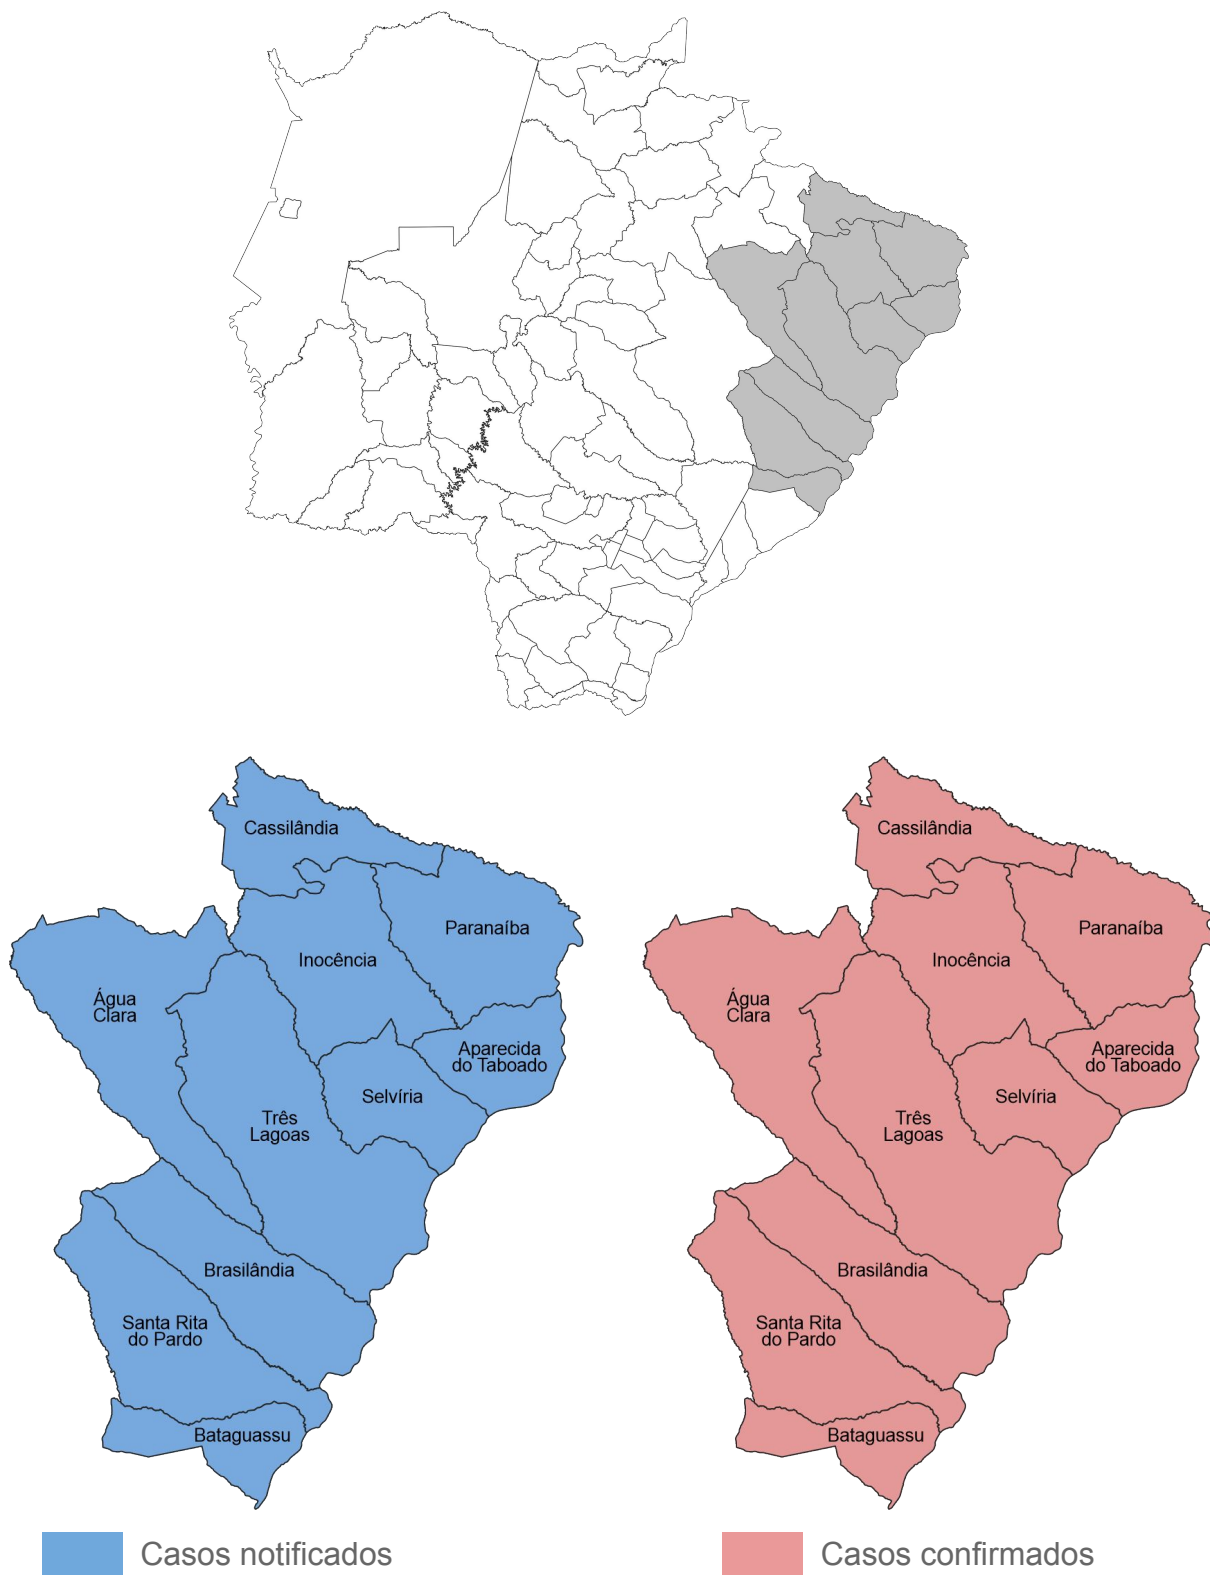 Cassilândia
Paranaíba
Inocência
Água
Clara
Aparecida
do Taboado
Selvíria
Três
Lagoas
Brasilândia
Santa Rita
do Pardo
Bataguassu
Casos notificados
Cassilândia
Paranaíba
Inocência
Água
Clara
Aparecida
do Taboado
Selvíria
Três
Lagoas
Brasilândia
Santa Rita
do Pardo
Bataguassu
Casos confirmados